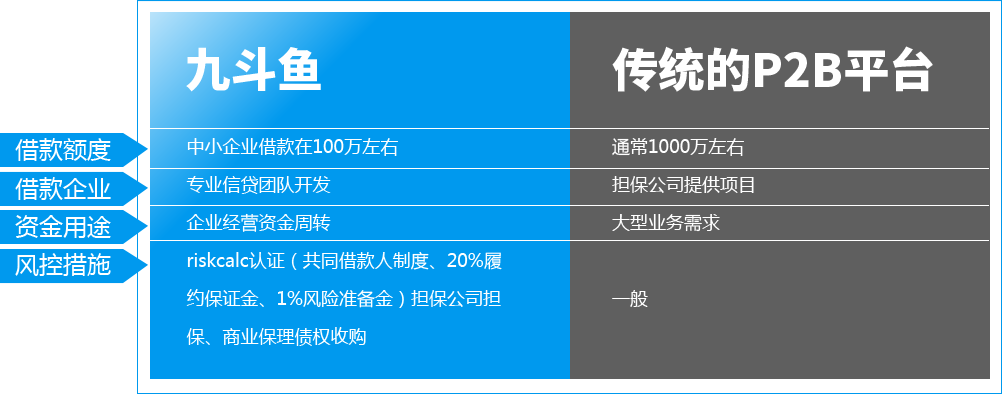 九斗鱼 传统的P2B平台
借款额度 中小企业借款在100万左右 通常1000万左右
借款企业 专业信贷团队开发 担保公司提供项目
资金用途 企业经营资金周转 大型业务需求
风控措施 riskcalc认证（共同借款人制度、20%履
约保证金、1%风险准备金）担保公司担 一般
保、商业保理债权收购